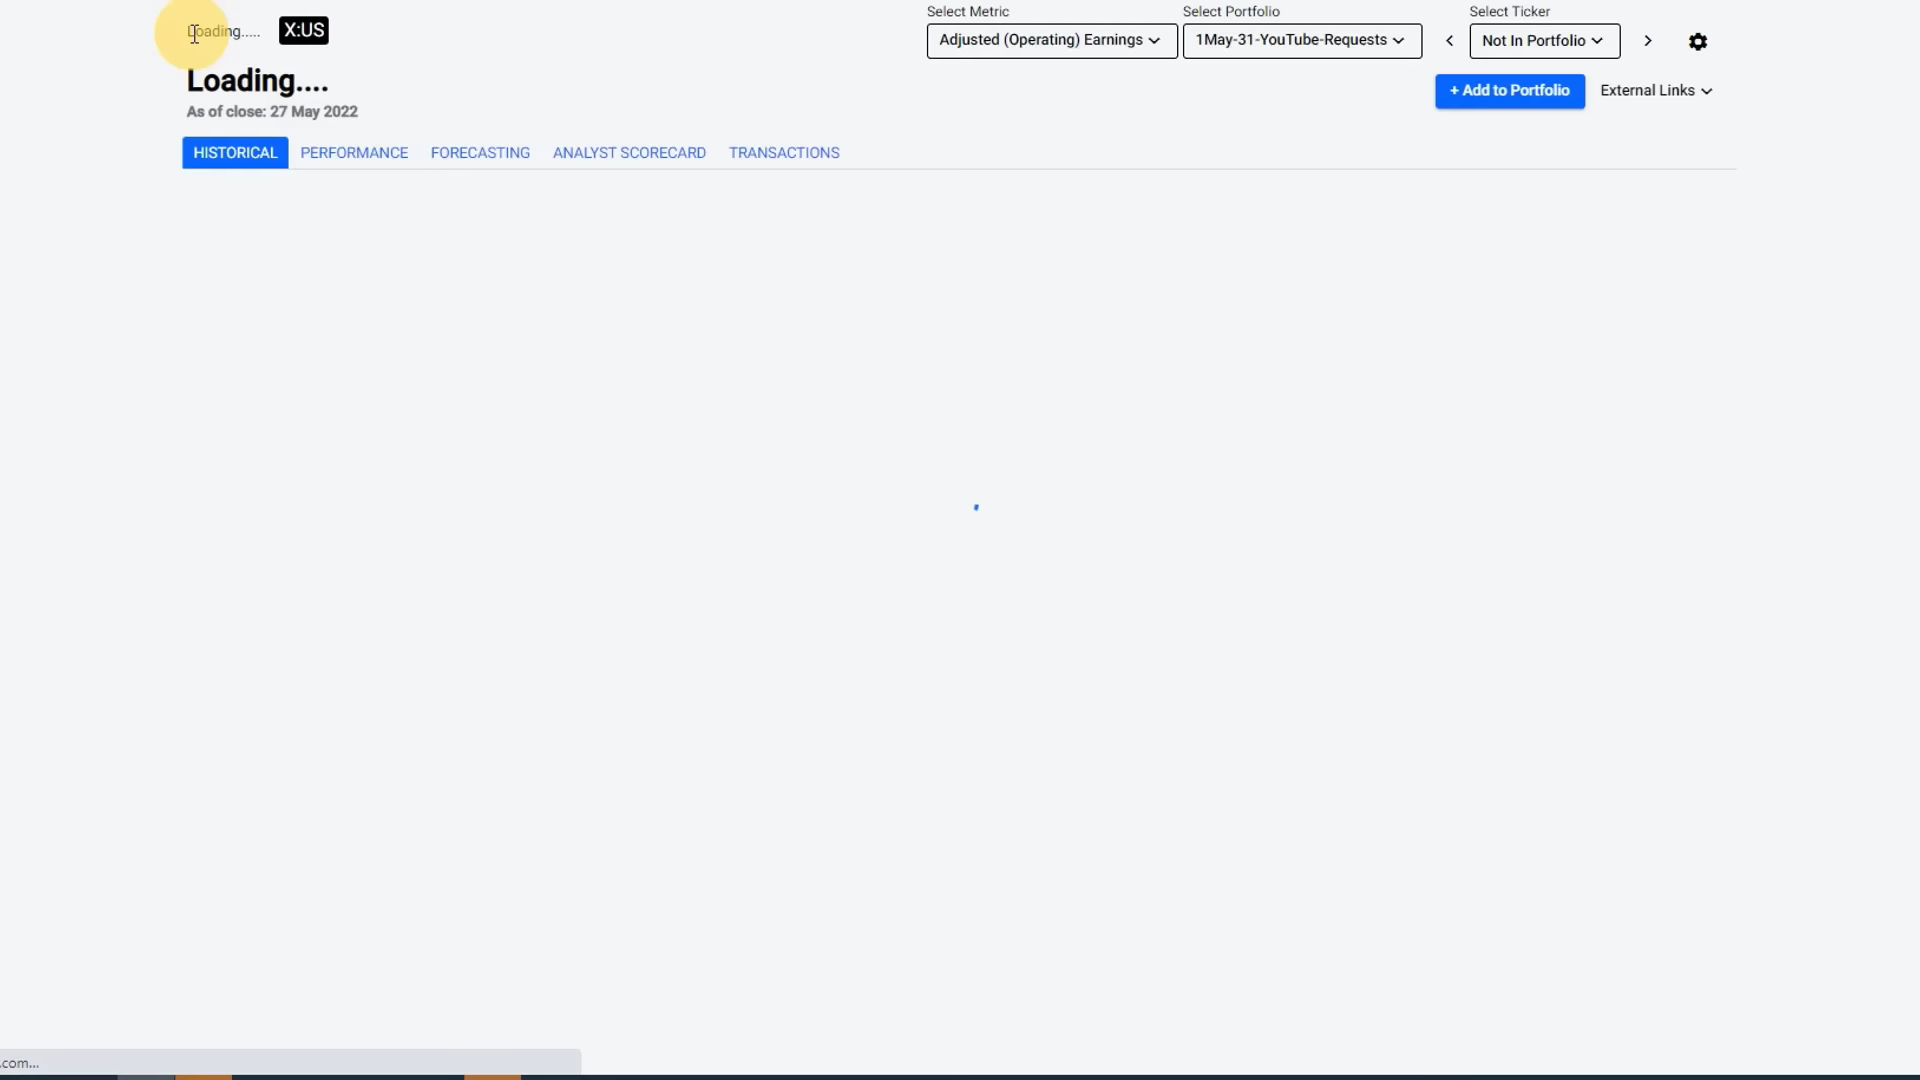 Loading..... X:US
Select Metric
Select Portfolio
Select Ticker
Adjusted (Operating) Earnings
1May-31-YouTube-Requests
Not In Portfolio
Loading....
As of close: 27 May 2022
+ Add to Portfolio
External Links
HISTORICAL PERFORMANCE FORECASTING ANALYST SCORECARD TRANSACTIONS
.com...